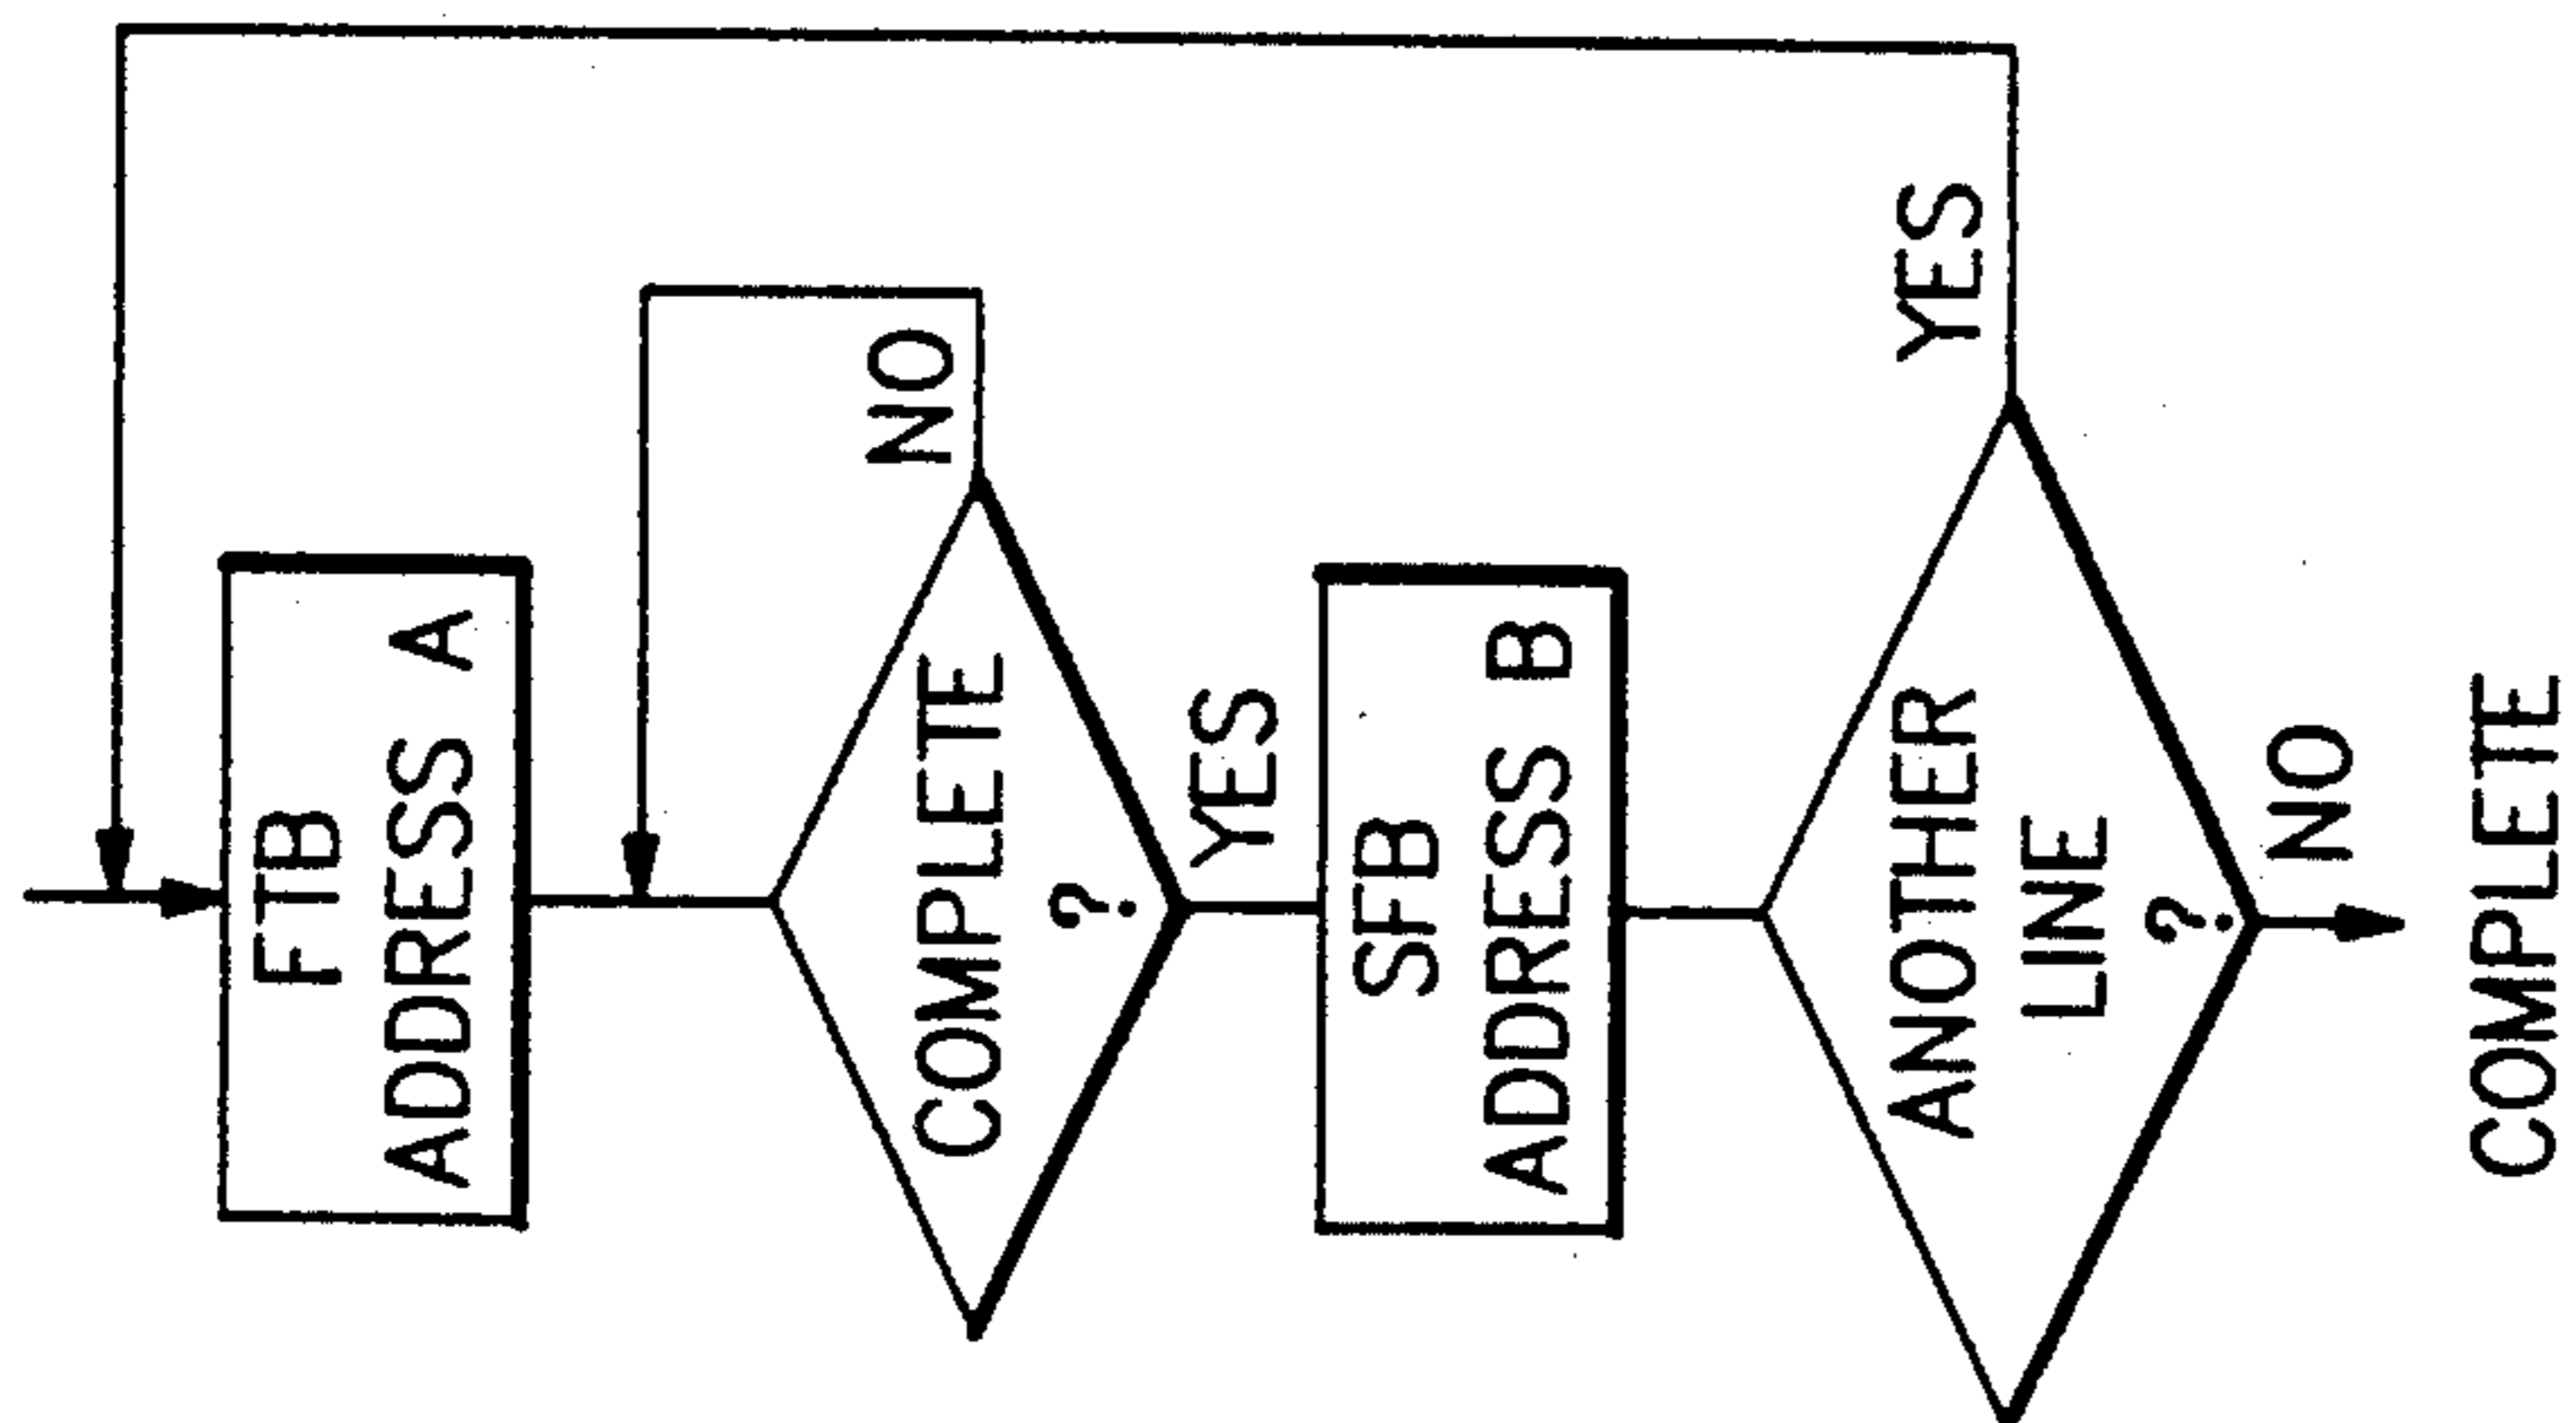 FTB
ADDRESS A
COMPLETE
?
NO
YES
SFB
ADDRESS B
ANOTHER
LINE
?
YES
NO
COMPLETE